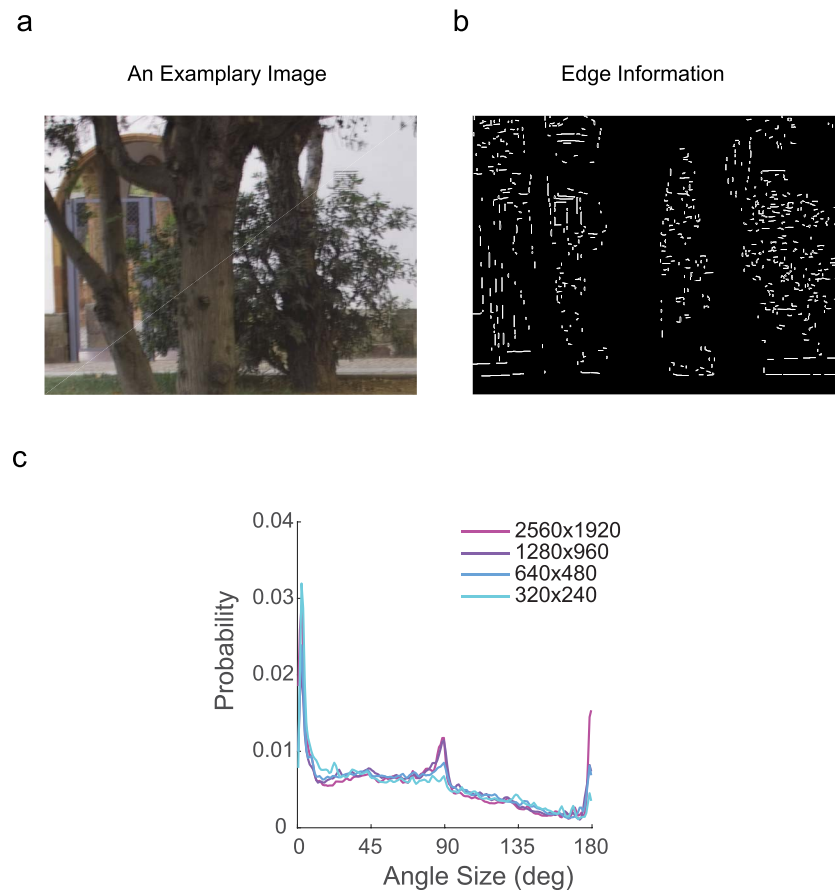 a
b
An Examplary Image
Edge Information
c
0.04
0.03
0.02
0.01
0
Probability
2560x1920
1280x960
640x480
320x240
0
45
90
135
180
Angle Size (deg)